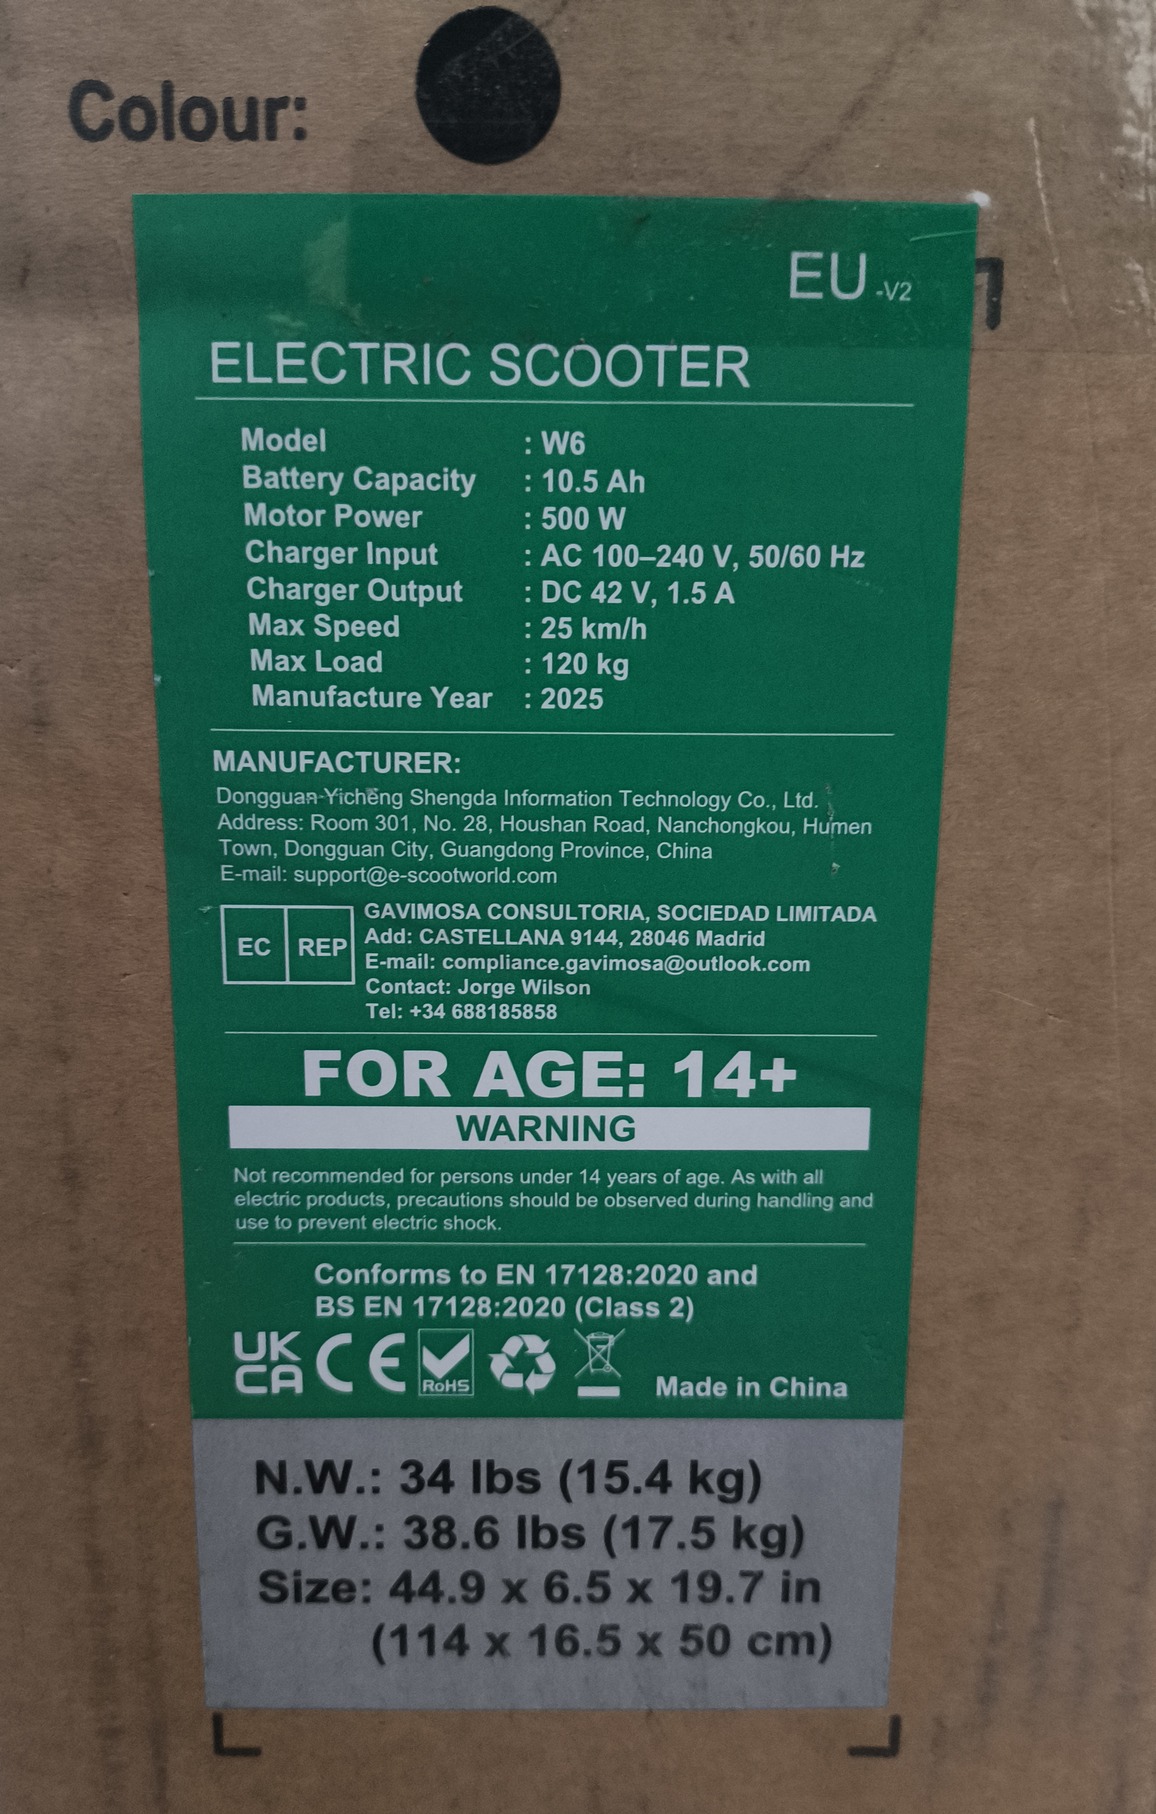 Colour:
EU -V2
ELECTRIC SCOOTER
Model : W6
Battery Capacity : 10.5 Ah
Motor Power : 500 W
Charger Input : AC 100–240 V, 50/60 Hz
Charger Output : DC 42 V, 1.5 A
Max Speed : 25 km/h
Max Load : 120 kg
Manufacture Year : 2025
MANUFACTURER:
Dongguan Yicheng Shengda Information Technology Co., Ltd.
Address: Room 301, No. 28, Houshan Road, Nanchongkou, Humen
Town, Dongguan City, Guangdong Province, China
E-mail: support@e-scootworld.com
EC REP
GAVIMOSA CONSULTORIA, SOCIEDAD LIMITADA
Add: CASTELLANA 9144, 28046 Madrid
E-mail: compliance.gavimosa@outlook.com
Contact: Jorge Wilson
Tel: +34 688185858
FOR AGE: 14+
WARNING
Not recommended for persons under 14 years of age. As with all
electric products, precautions should be observed during handling and
use to prevent electric shock.
Conforms to EN 17128:2020 and
BS EN 17128:2020 (Class 2)
UK
CA CE RoHS Made in China
N.W.: 34 lbs (15.4 kg)
G.W.: 38.6 lbs (17.5 kg)
Size: 44.9 x 6.5 x 19.7 in
(114 x 16.5 x 50 cm)